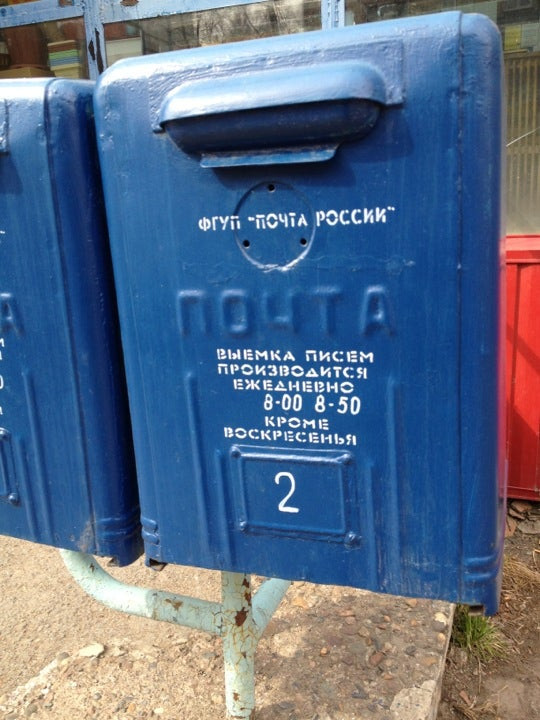 ФГУП "ПОЧТА РОССИИ"
ПОЧТА
ВЫЕМКА ПИСЕМ
ПРОИЗВОДИТСЯ
ЕЖЕДНЕВНО
8-00 8-50
КРОМЕ
ВОСКРЕСЕНЬЯ
2